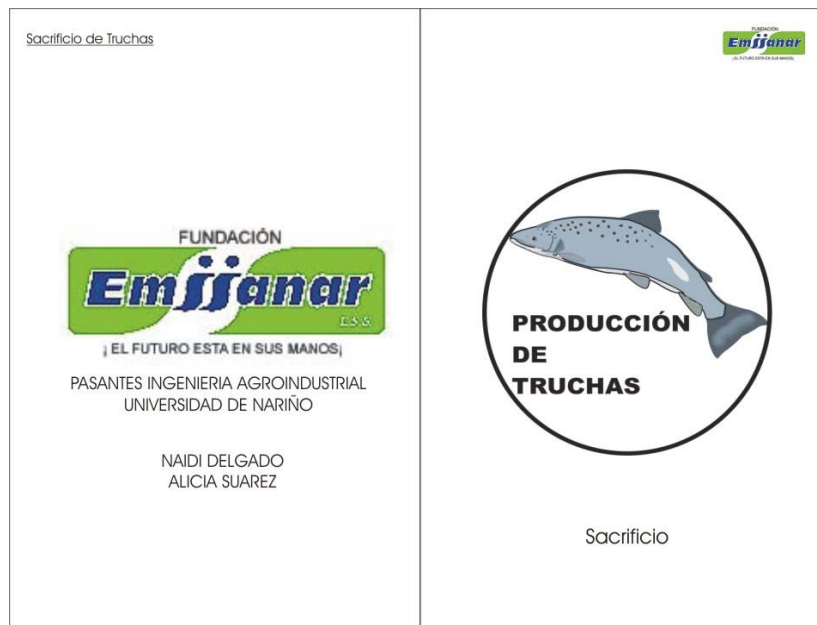 Sacrificio de Truchas
FUNDACIÓN
Emssanar
E.S.S.
¡ EL FUTURO ESTA EN SUS MANOS¡
PASANTES INGENIERIA AGROINDUSTRIAL
UNIVERSIDAD DE NARIÑO
NAIDI DELGADO
ALICIA SUAREZ
FUNDACIÓN
Emssanar
¡ EL FUTURO ESTA EN SUS MANOS¡
PRODUCCIÓN
DE
TRUCHAS
Sacrificio